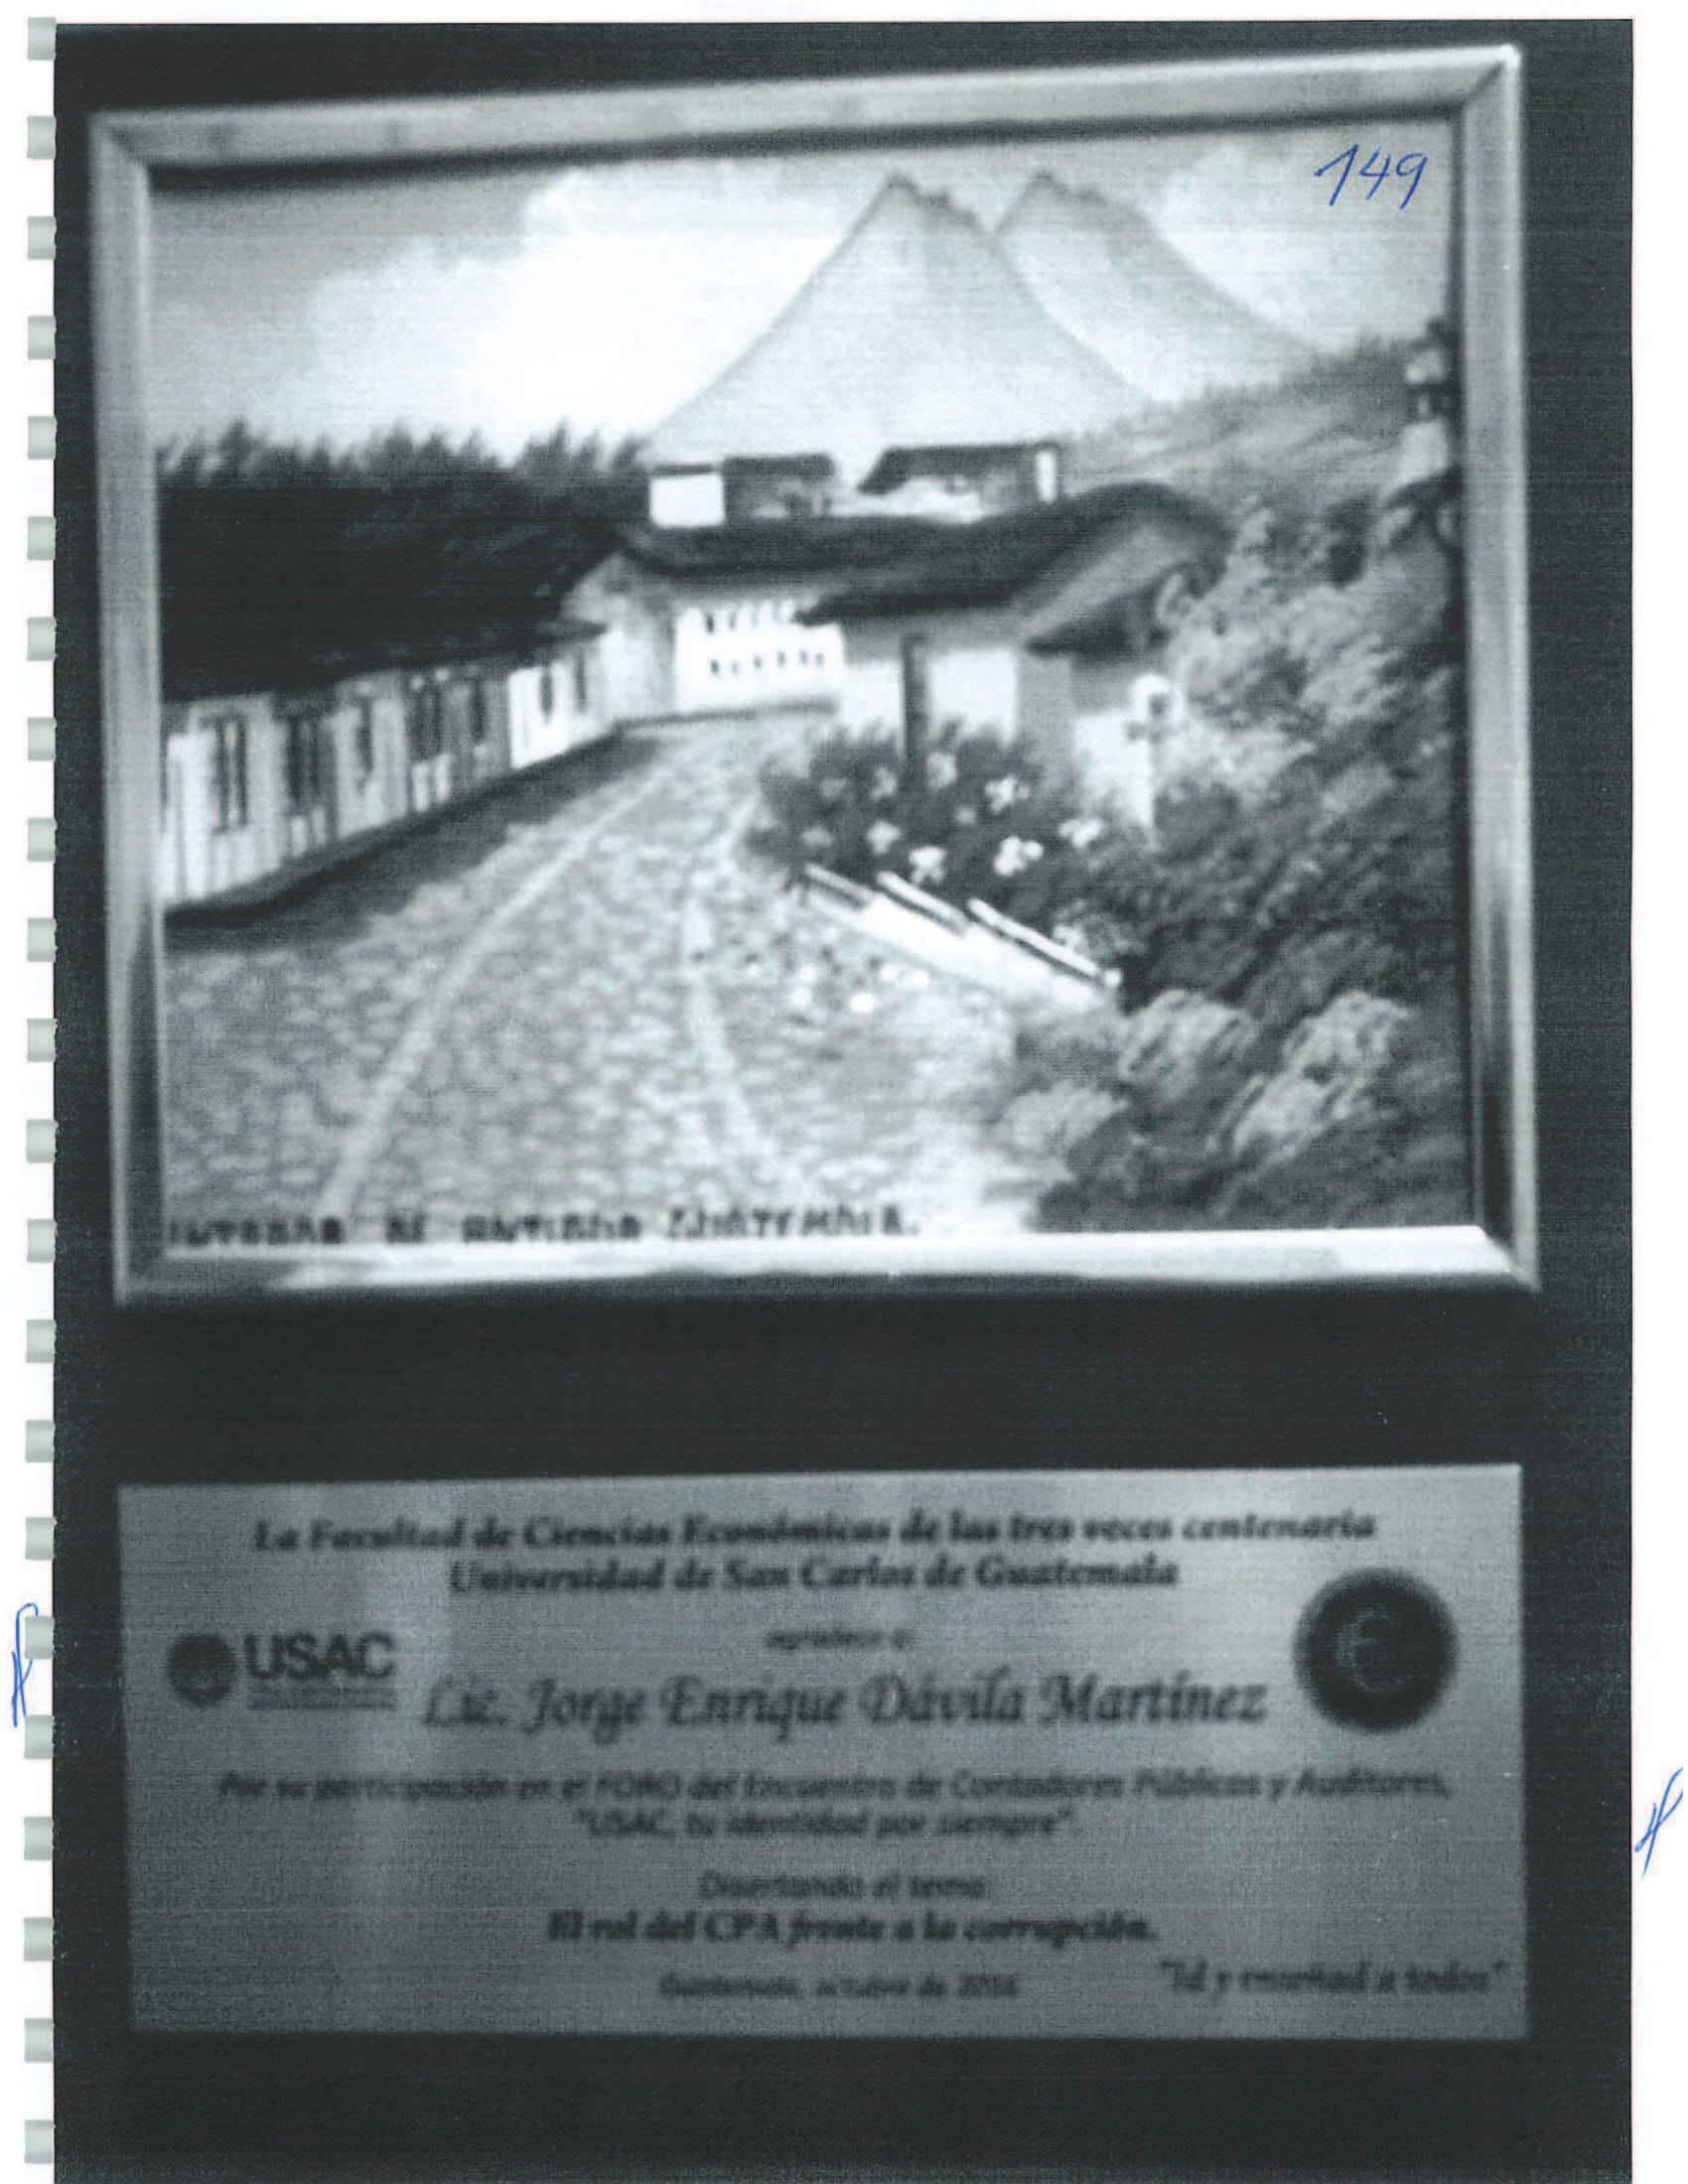 149
DE ANTIGUA GUATEMALA.
La Facultad de Ciencias Económicas de las tres veces centenaria
Universidad de San Carlos de Guatemala
agradece a:
USAC
Lic. Jorge Enrique Dávila Martínez
Por su participación en el FORO del Encuentro de Contadores Públicos y Auditores,
"USAC, tu identidad por siempre".
Disertando el tema:
El rol del CPA frente a la corrupción.
Guatemala, octubre de 2016
"Id y enseñad a todos"